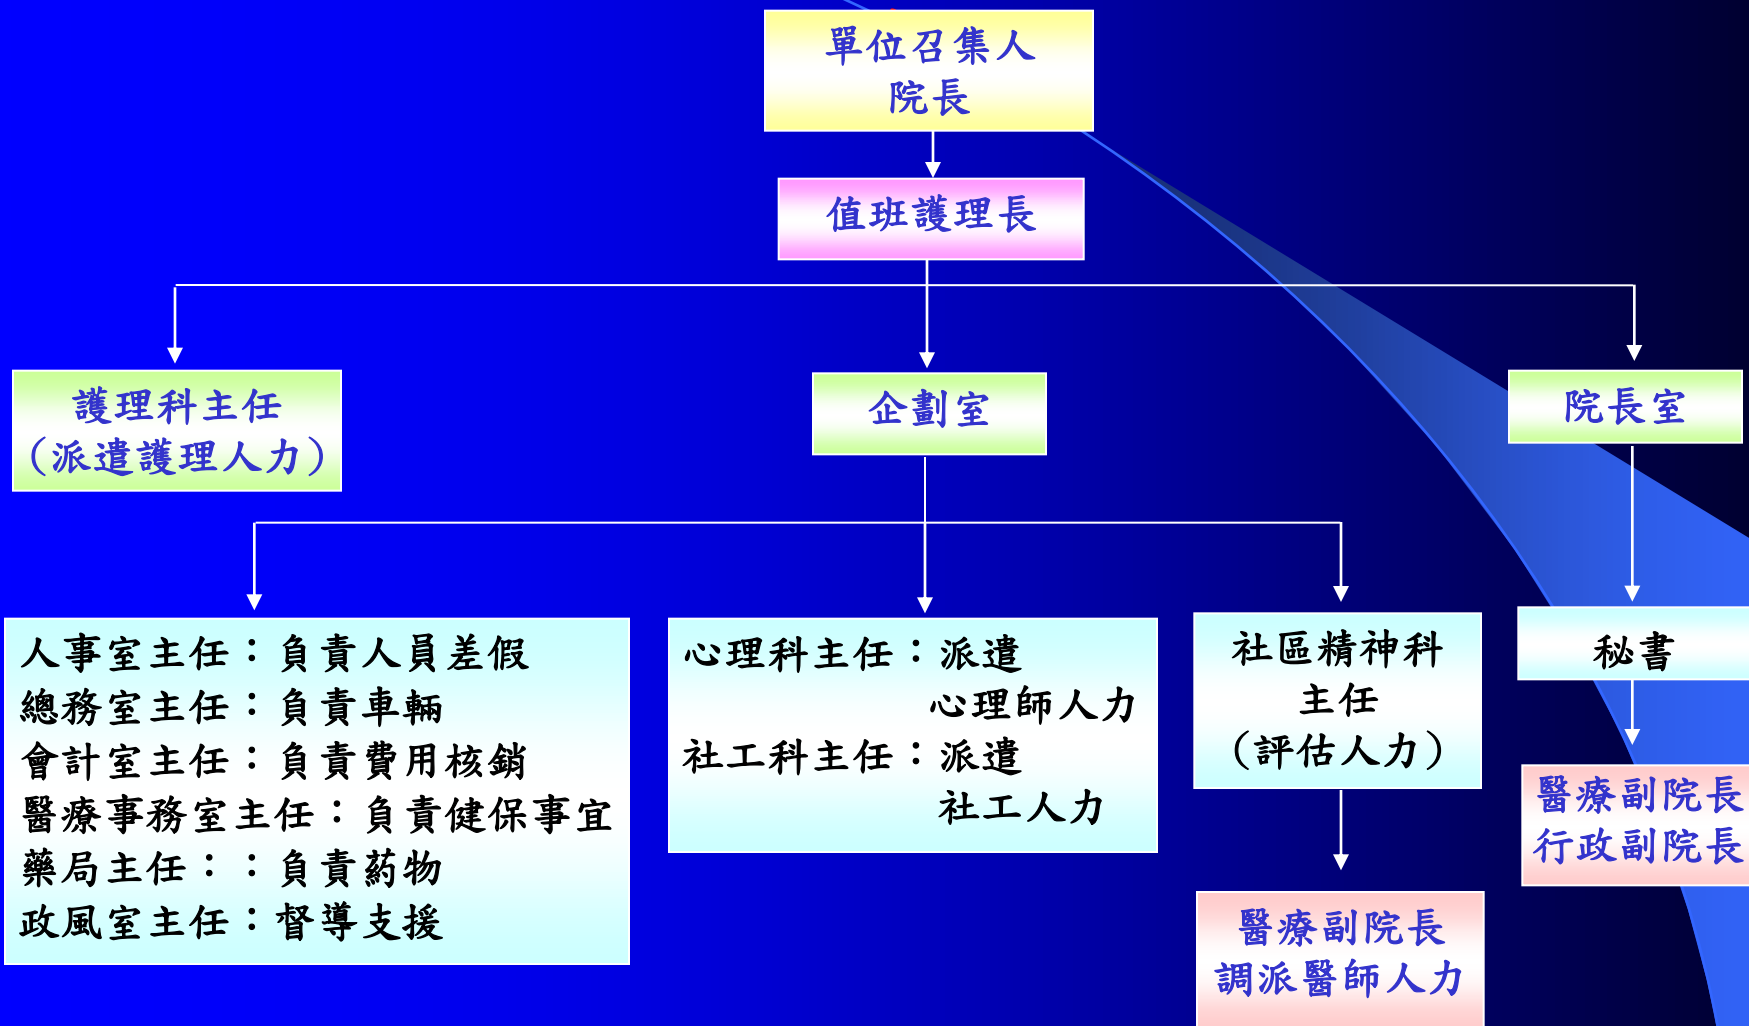 單位召集人
院長
值班護理長
護理科主任
(派遣護理人力)
企劃室
院長室
人事室主任：負責人員差假
總務室主任：負責車輛
會計室主任：負責費用核銷
醫療事務室主任：負責健保事宜
藥局主任：：負責葯物
政風室主任：督導支援
心理科主任：派遣
心理師人力
社工科主任：派遣
社工人力
社區精神科
主任
(評估人力)
醫療副院長
調派醫師人力
秘書
醫療副院長
行政副院長